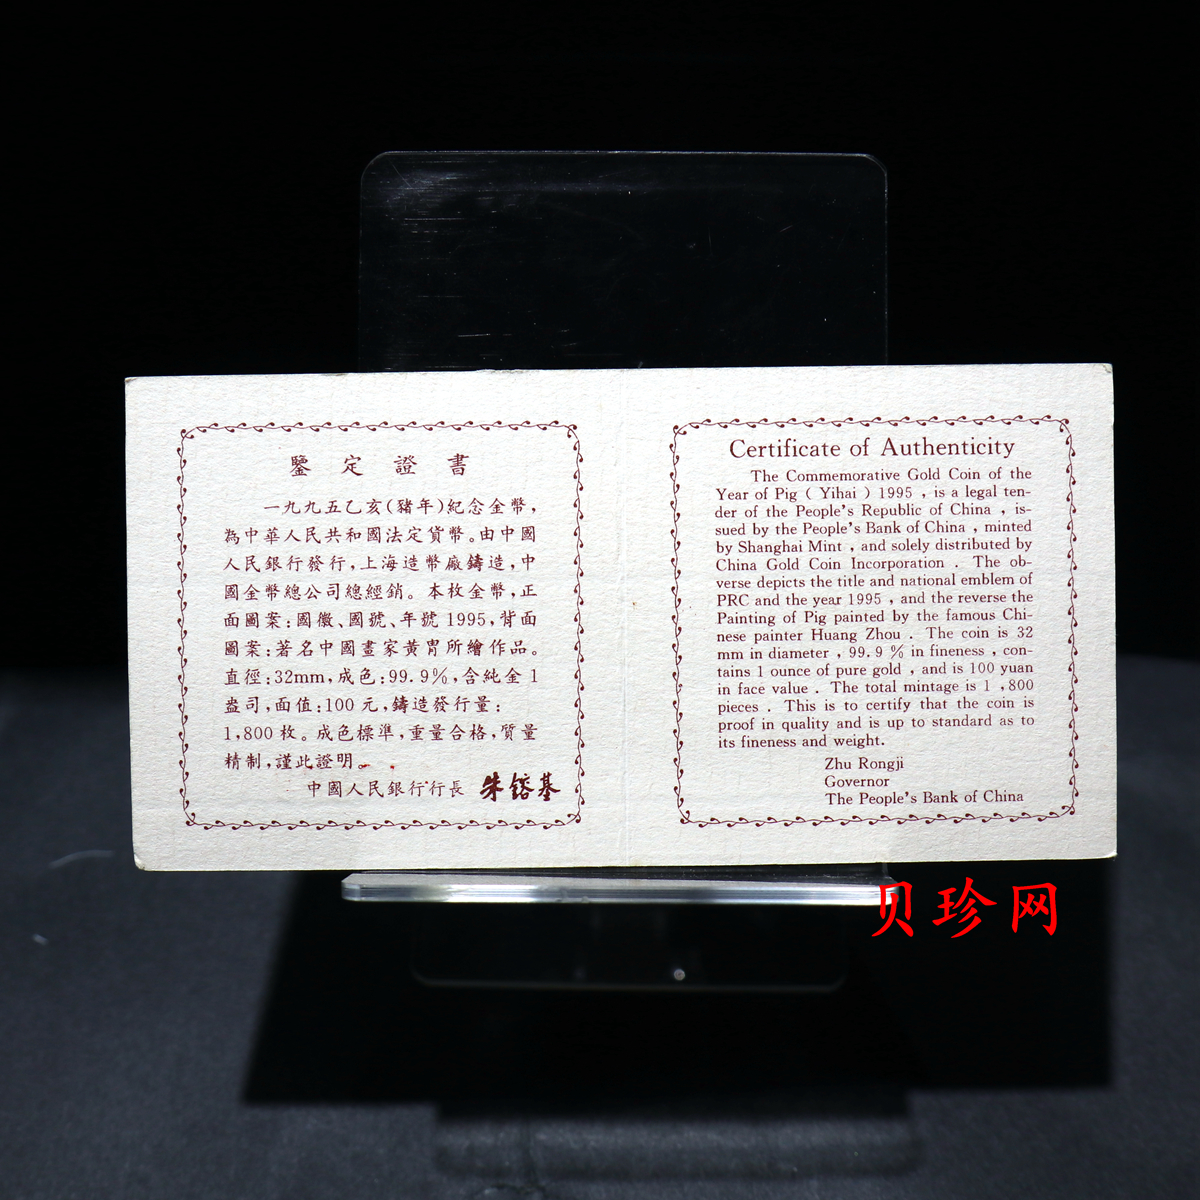 鑒定證書
一九九五乙亥(豬年)紀念金幣,
為中華人民共和國法定貨幣。由中國
人民銀行發行,上海造幣廠鑄造,中
國金幣總公司總經銷。本枚金幣,正
面圖案:國徽、國號、年號1995,背面
圖案:著名中國畫家黃冑所繪作品。
直徑:32mm,成色:99.9%,含純金1
盎司,面值:100元,鑄造發行量:
1,800枚。成色標準,重量合格,質量
精制,謹此證明。
中國人民銀行行長 朱鎔基
Certificate of Authenticity
The Commemorative Gold Coin of the
Year of Pig ( Yihai ) 1995 , is a legal ten-
der of the People's Republic of China , is-
sued by the People's Bank of China , minted
by Shanghai Mint , and solely distributed by
China Gold Coin Incorporation . The ob-
verse depicts the title and national emblem of
PRC and the year 1995 , and the reverse the
Painting of Pig painted by the famous Chi-
nese painter Huang Zhou . The coin is 32
mm in diameter , 99.9 % in fineness , con-
tains 1 ounce of pure gold , and is 100 yuan
in face value . The total mintage is 1 ,800
pieces . This is to certify that the coin is
proof in quality and is up to standard as to
its fineness and weight.
Zhu Rongji
Governor
The People's Bank of China
贝珍网